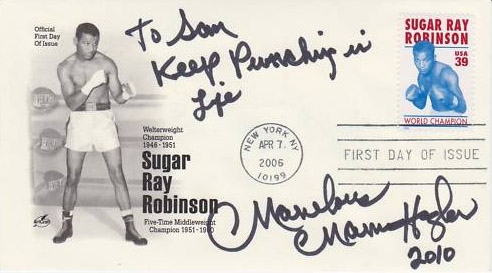 Official
First Day
of Issue
To Sam
Keep Punching in
Life
SUGAR RAY
ROBINSON
USA
39
WORLD CHAMPION
NEW YORK NY
APR 7,
2006
10199
FIRST DAY OF ISSUE
Welterweight
Champion
1946-1951
Sugar
Ray
Robinson
Five-Time Middleweight
Champion 1951-1960
Marvelous
Marvin Hagler
2010